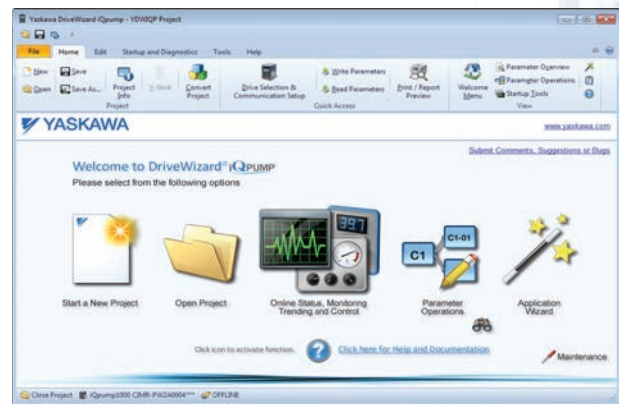 Yaskawa DriveWizard iQpump - YDWIQP Project
File Home Edit Startup and Diagnostics Tools Help
New Save Write Parameters Parameter Overview
Open Save As... Project Info Convert Project Drive Selection & Communication Setup Read Parameters Print / Report Preview Welcome Menu Parameter Operations
Startup Tools
Project Quick Access View
YASKAWA www.yaskawa.com
Submit Comments, Suggestions or Bugs
Welcome to DriveWizard® iQPUMP
Please select from the following options
397
C1 C1-01
Start a New Project Open Project Online Status, Monitoring Trending and Control Parameter Operations Application Wizard
Click icon to activate function. ? Click here for Help and Documentation
Maintenance
Close Project iQpump1000 CIMR-PW2A0004*** OFFLINE